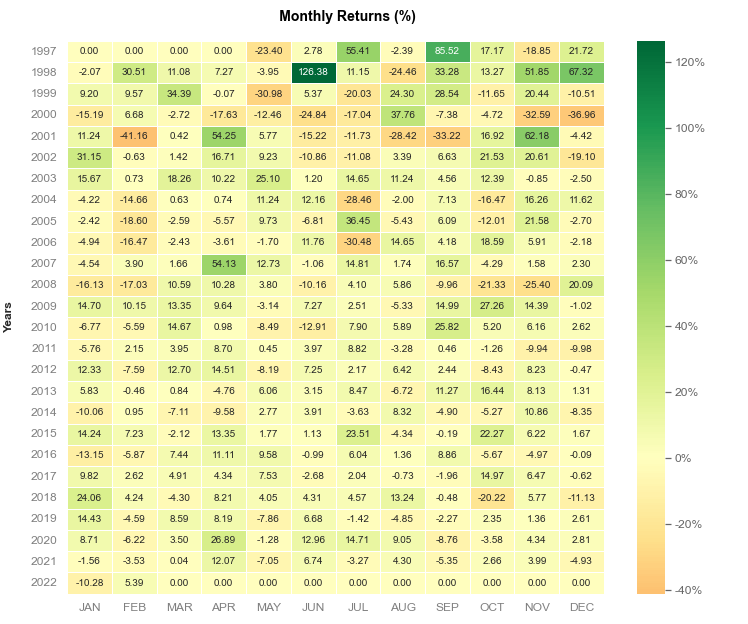 Monthly Returns (%)
1997 0.00 0.00 0.00 0.00 -23.40 2.78 55.41 -2.39 85.52 17.17 -18.85 21.72
1998 -2.07 30.51 11.08 7.27 -3.95 126.38 11.15 -24.46 33.28 13.27 51.85 67.32
1999 9.20 9.57 34.39 -0.07 -30.98 5.37 -20.03 24.30 28.54 -11.65 20.44 -10.51
2000 -15.19 6.68 -2.72 -17.63 -12.46 -24.84 -17.04 37.76 -7.38 -4.72 -32.59 -36.96
2001 11.24 -41.16 0.42 54.25 5.77 -15.22 -11.73 -28.42 -33.22 16.92 62.18 -4.42
2002 31.15 -0.63 1.42 16.71 9.23 -10.86 -11.08 3.39 6.63 21.53 20.61 -19.10
2003 15.67 0.73 18.26 10.22 25.10 1.20 14.65 11.24 4.56 12.39 -0.85 -2.50
2004 -4.22 -14.66 0.63 0.74 11.24 12.16 -28.46 -2.00 7.13 -16.47 16.26 11.62
2005 -2.42 -18.60 -2.59 -5.57 9.73 -6.81 36.45 -5.43 6.09 -12.01 21.58 -2.70
2006 -4.94 -16.47 -2.43 -3.61 -1.70 11.76 -30.48 14.65 4.18 18.59 5.91 -2.18
2007 -4.54 3.90 1.66 54.13 12.73 -1.06 14.81 1.74 16.57 -4.29 1.58 2.30
2008 -16.13 -17.03 10.59 10.28 3.80 -10.16 4.10 5.86 -9.96 -21.33 -25.40 20.09
2009 14.70 10.15 13.35 9.64 -3.14 7.27 2.51 -5.33 14.99 27.26 14.39 -1.02
2010 -6.77 -5.59 14.67 0.98 -8.49 -12.91 7.90 5.89 25.82 5.20 6.16 2.62
2011 -5.76 2.15 3.95 8.70 0.45 3.97 8.82 -3.28 0.46 -1.26 -9.94 -9.98
2012 12.33 -7.59 12.70 14.51 -8.19 7.25 2.17 6.42 2.44 -8.43 8.23 -0.47
2013 5.83 -0.46 0.84 -4.76 6.06 3.15 8.47 -6.72 11.27 16.44 8.13 1.31
2014 -10.06 0.95 -7.11 -9.58 2.77 3.91 -3.63 8.32 -4.90 -5.27 10.86 -8.35
2015 14.24 7.23 -2.12 13.35 1.77 1.13 23.51 -4.34 -0.19 22.27 6.22 1.67
2016 -13.15 -5.87 7.44 11.11 9.58 -0.99 6.04 1.36 8.86 -5.67 -4.97 -0.09
2017 9.82 2.62 4.91 4.34 7.53 -2.68 2.04 -0.73 -1.96 14.97 6.47 -0.62
2018 24.06 4.24 -4.30 8.21 4.05 4.31 4.57 13.24 -0.48 -20.22 5.77 -11.13
2019 14.43 -4.59 8.59 8.19 -7.86 6.68 -1.42 -4.85 -2.27 2.35 1.36 2.61
2020 8.71 -6.22 3.50 26.89 -1.28 12.96 14.71 9.05 -8.76 -3.58 4.34 2.81
2021 -1.56 -3.53 0.04 12.07 -7.05 6.74 -3.27 4.30 -5.35 2.66 3.99 -4.93
2022 -10.28 5.39 0.00 0.00 0.00 0.00 0.00 0.00 0.00 0.00 0.00 0.00
JAN FEB MAR APR MAY JUN JUL AUG SEP OCT NOV DEC
Years
120%
100%
80%
60%
40%
20%
0%
-20%
-40%